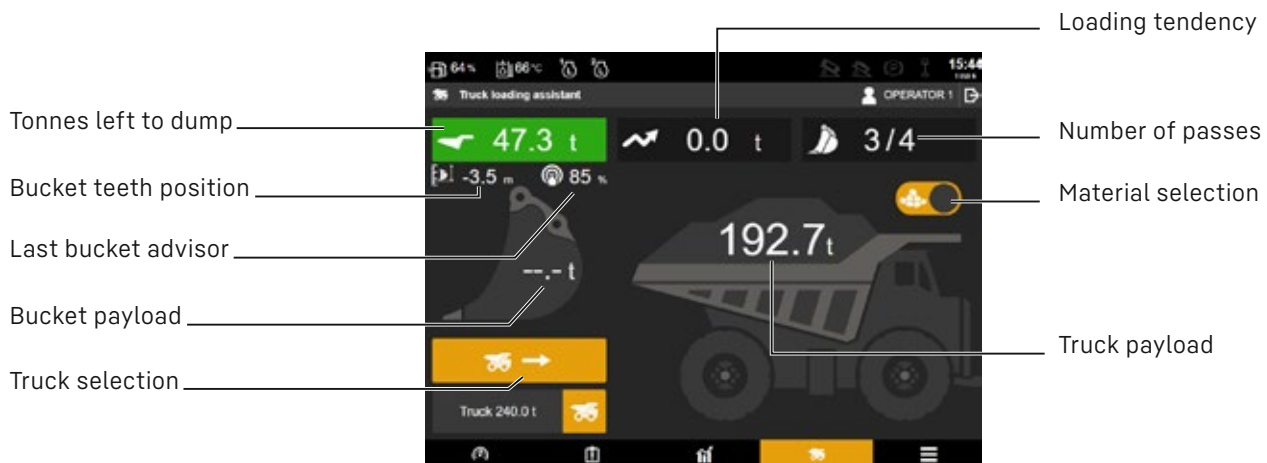 Loading tendency
64 %
66 °C
15:44
Truck loading assistant
OPERATOR 1
Tonnes left to dump
47.3 t
0.0 t
3/4
Number of passes
Bucket teeth position
-3.5 m
85 %
Material selection
Last bucket advisor
192.7 t
--.- t
Bucket payload
Truck payload
Truck selection
Truck 240.0 t